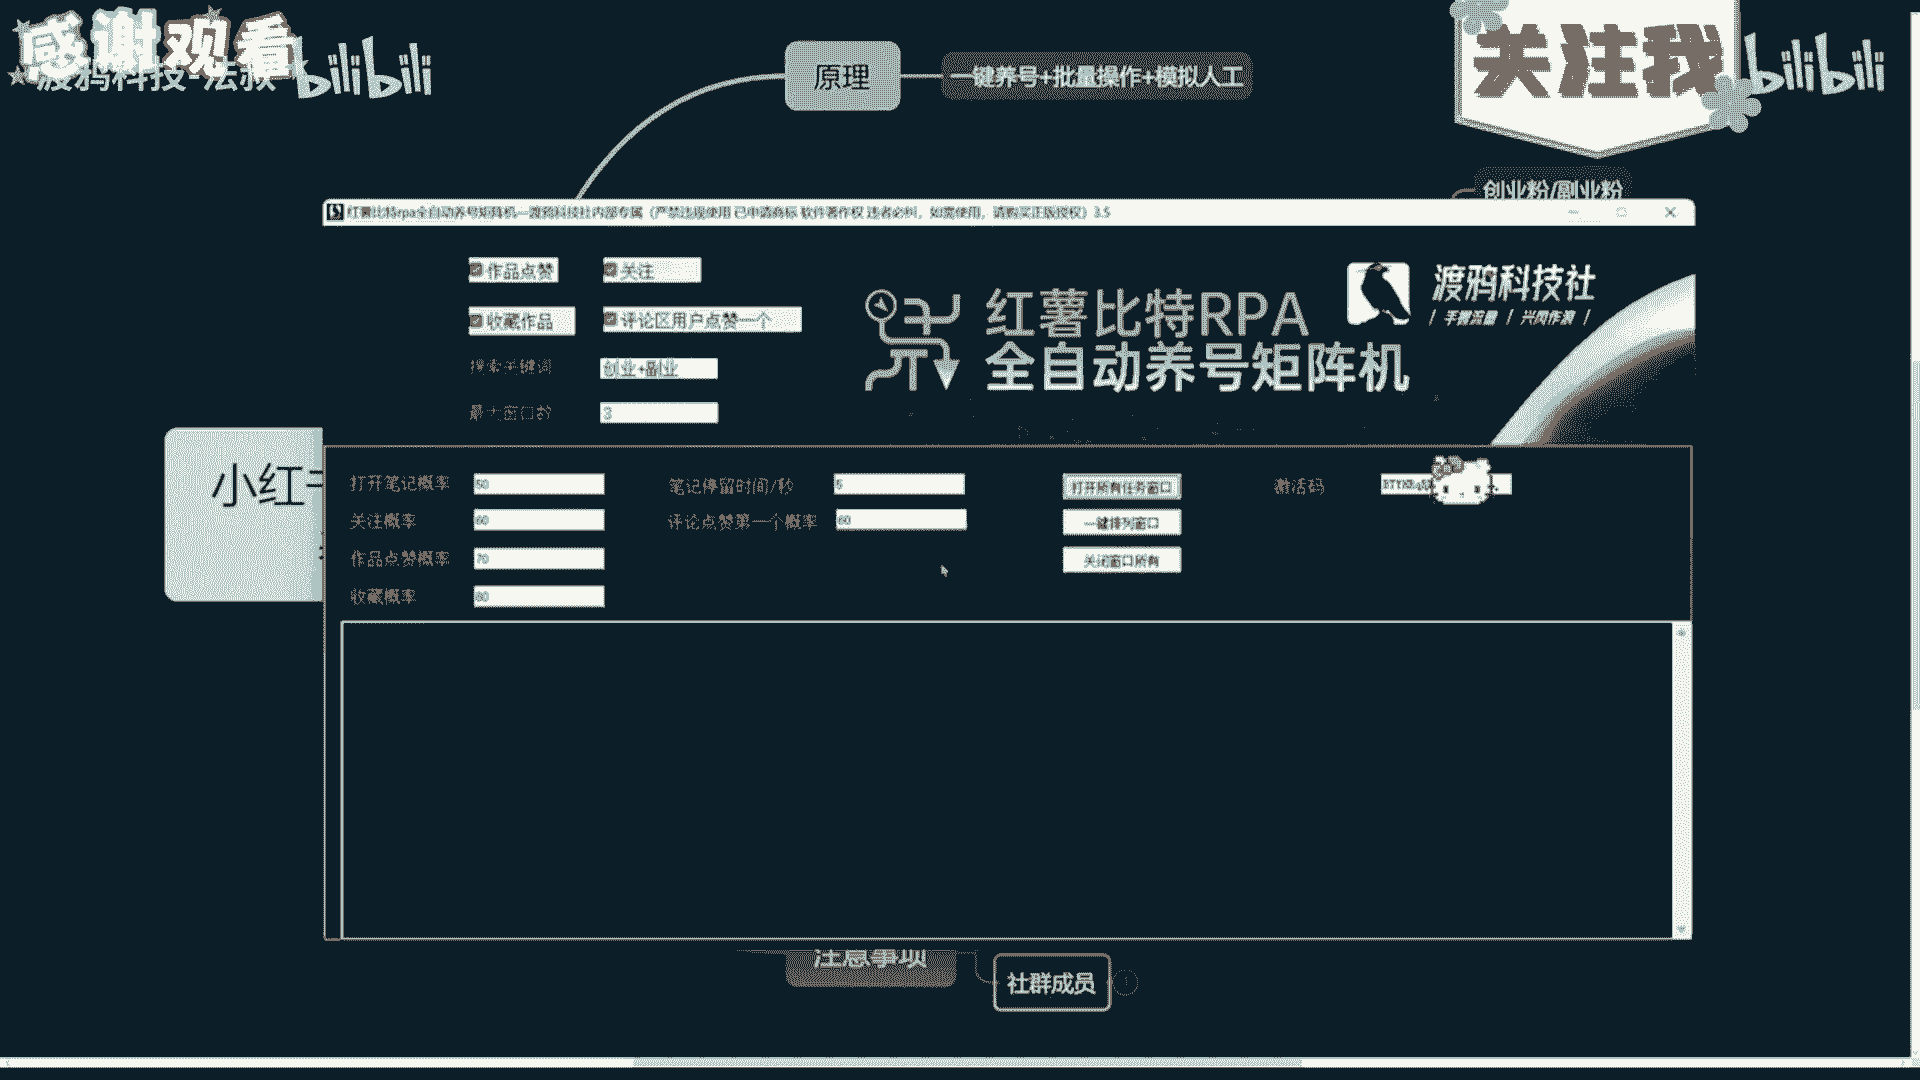 感谢观看
渡鸦科技-法叔
bilibili
原理
一键养号+批量操作+模拟人工
关注我
bilibili
创业粉/副业粉
红薯比特rpa全自动养号矩阵机—渡鸦科技社内部专属（严禁违规使用 已申请商标 软件著作权 违者必究，如需使用，请购买正版授权）3.5
作品点赞
关注
收藏作品
评论区用户点赞一个
搜索关键词
创业+副业
最大窗口数
3
红薯比特RPA
全自动养号矩阵机
渡鸦科技社
/ 手握流量 / 兴风作浪 /
小红书
打开笔记概率
50
笔记停留时间/秒
5
打开所有任务窗口
激活码
关注概率
60
评论点赞第一个概率
60
一键排列窗口
作品点赞概率
70
关闭窗口所有
收藏概率
80
注意事项
社群成员